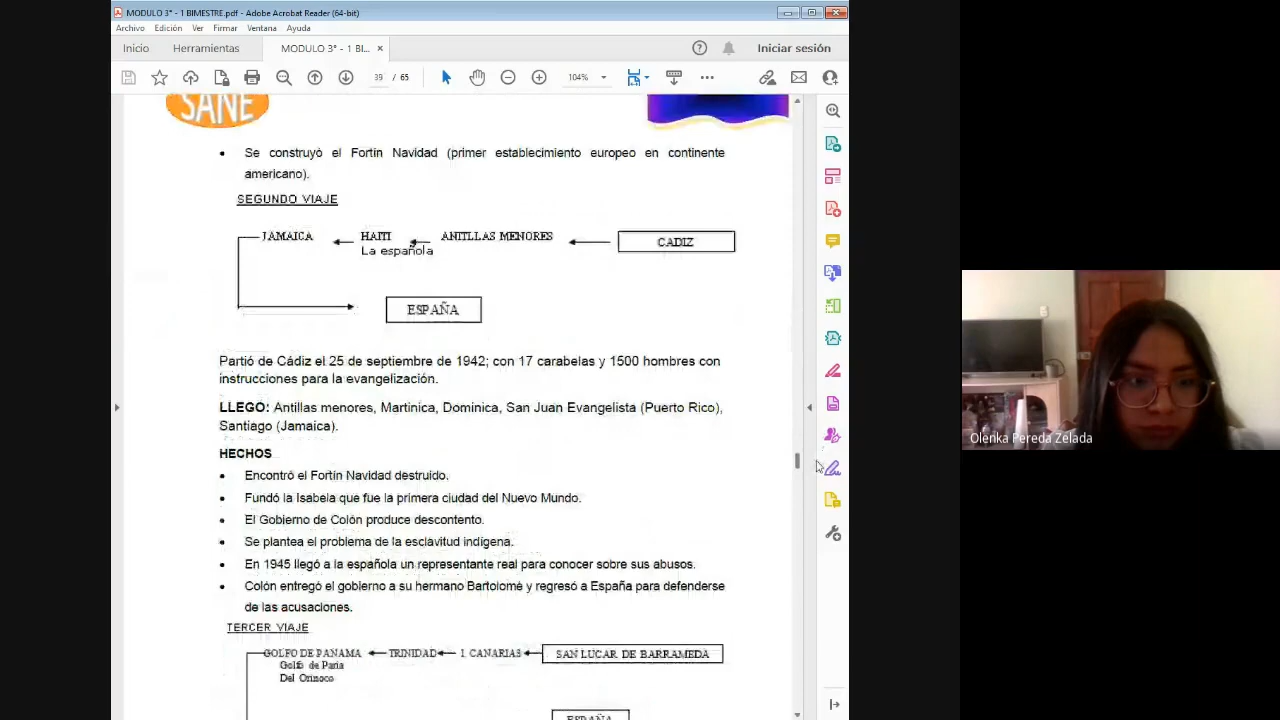 MODULO 3° - 1 BIMESTRE.pdf - Adobe Acrobat Reader (64-bit)
Archivo Edición Ver Firmar Ventana Ayuda
Inicio Herramientas MODULO 3° - 1 BI... × Iniciar sesión
39 / 65 104%
SANE
• Se construyò el Fortín Navidad (primer establecimiento europeo en continente
americano).
SEGUNDO VIAJE
JAMAICA HAITI ANITLLAS MENORES CADIZ
La española
ESPAÑA
Partió de Cádiz el 25 de septiembre de 1942; con 17 carabelas y 1500 hombres con
instrucciones para la evangelización.
LLEGO: Antillas menores, Martinica, Dominica, San Juan Evangelista (Puerto Rico),
Santiago (Jamaica).
HECHOS
• Encontró el Fortín Navidad destruido.
• Fundó la Isabela que fue la primera ciudad del Nuevo Mundo.
• El Gobierno de Colón produce descontento.
• Se plantea el problema de la esclavitud indígena.
• En 1945 llegó a la española un representante real para conocer sobre sus abusos.
• Colón entregó el gobierno a su hermano Bartolomé y regresó a España para defenderse
de las acusaciones.
TERCER VIAJE
GOLFO DE PANAMA TRINIDAD I. CANARIAS SAN LUCAR DE BARRAMEDA
Golfo de Paria
Del Orinoco
ESPAÑA
Olenka Pereda Zelada